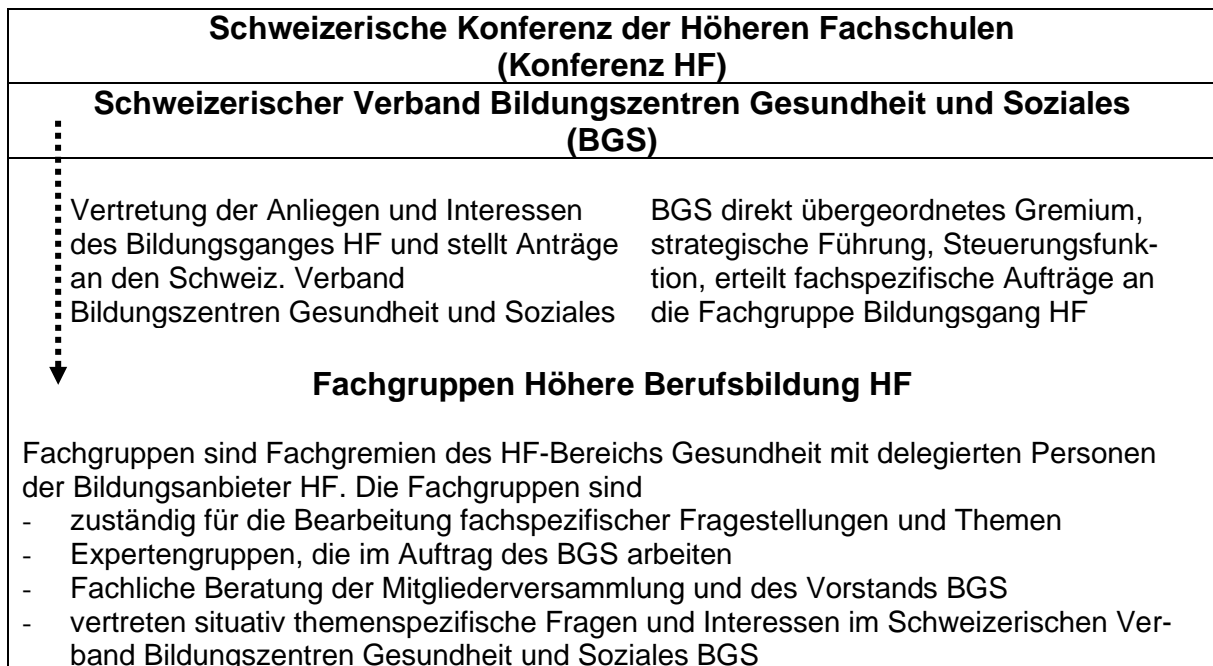 Schweizerische Konferenz der Höheren Fachschulen
(Konferenz HF)
Schweizerischer Verband Bildungszentren Gesundheit und Soziales
(BGS)
Vertretung der Anliegen und Interessen
des Bildungsganges HF und stellt Anträge
an den Schweiz. Verband
Bildungszentren Gesundheit und Soziales
BGS direkt übergeordnetes Gremium,
strategische Führung, Steuerungsfunk-
tion, erteilt fachspezifische Aufträge an
die Fachgruppe Bildungsgang HF
Fachgruppen Höhere Berufsbildung HF
Fachgruppen sind Fachgremien des HF-Bereichs Gesundheit mit delegierten Personen
der Bildungsanbieter HF. Die Fachgruppen sind
- zuständig für die Bearbeitung fachspezifischer Fragestellungen und Themen
- Expertengruppen, die im Auftrag des BGS arbeiten
- Fachliche Beratung der Mitgliederversammlung und des Vorstands BGS
- vertreten situativ themenspezifische Fragen und Interessen im Schweizerischen Ver-
band Bildungszentren Gesundheit und Soziales BGS